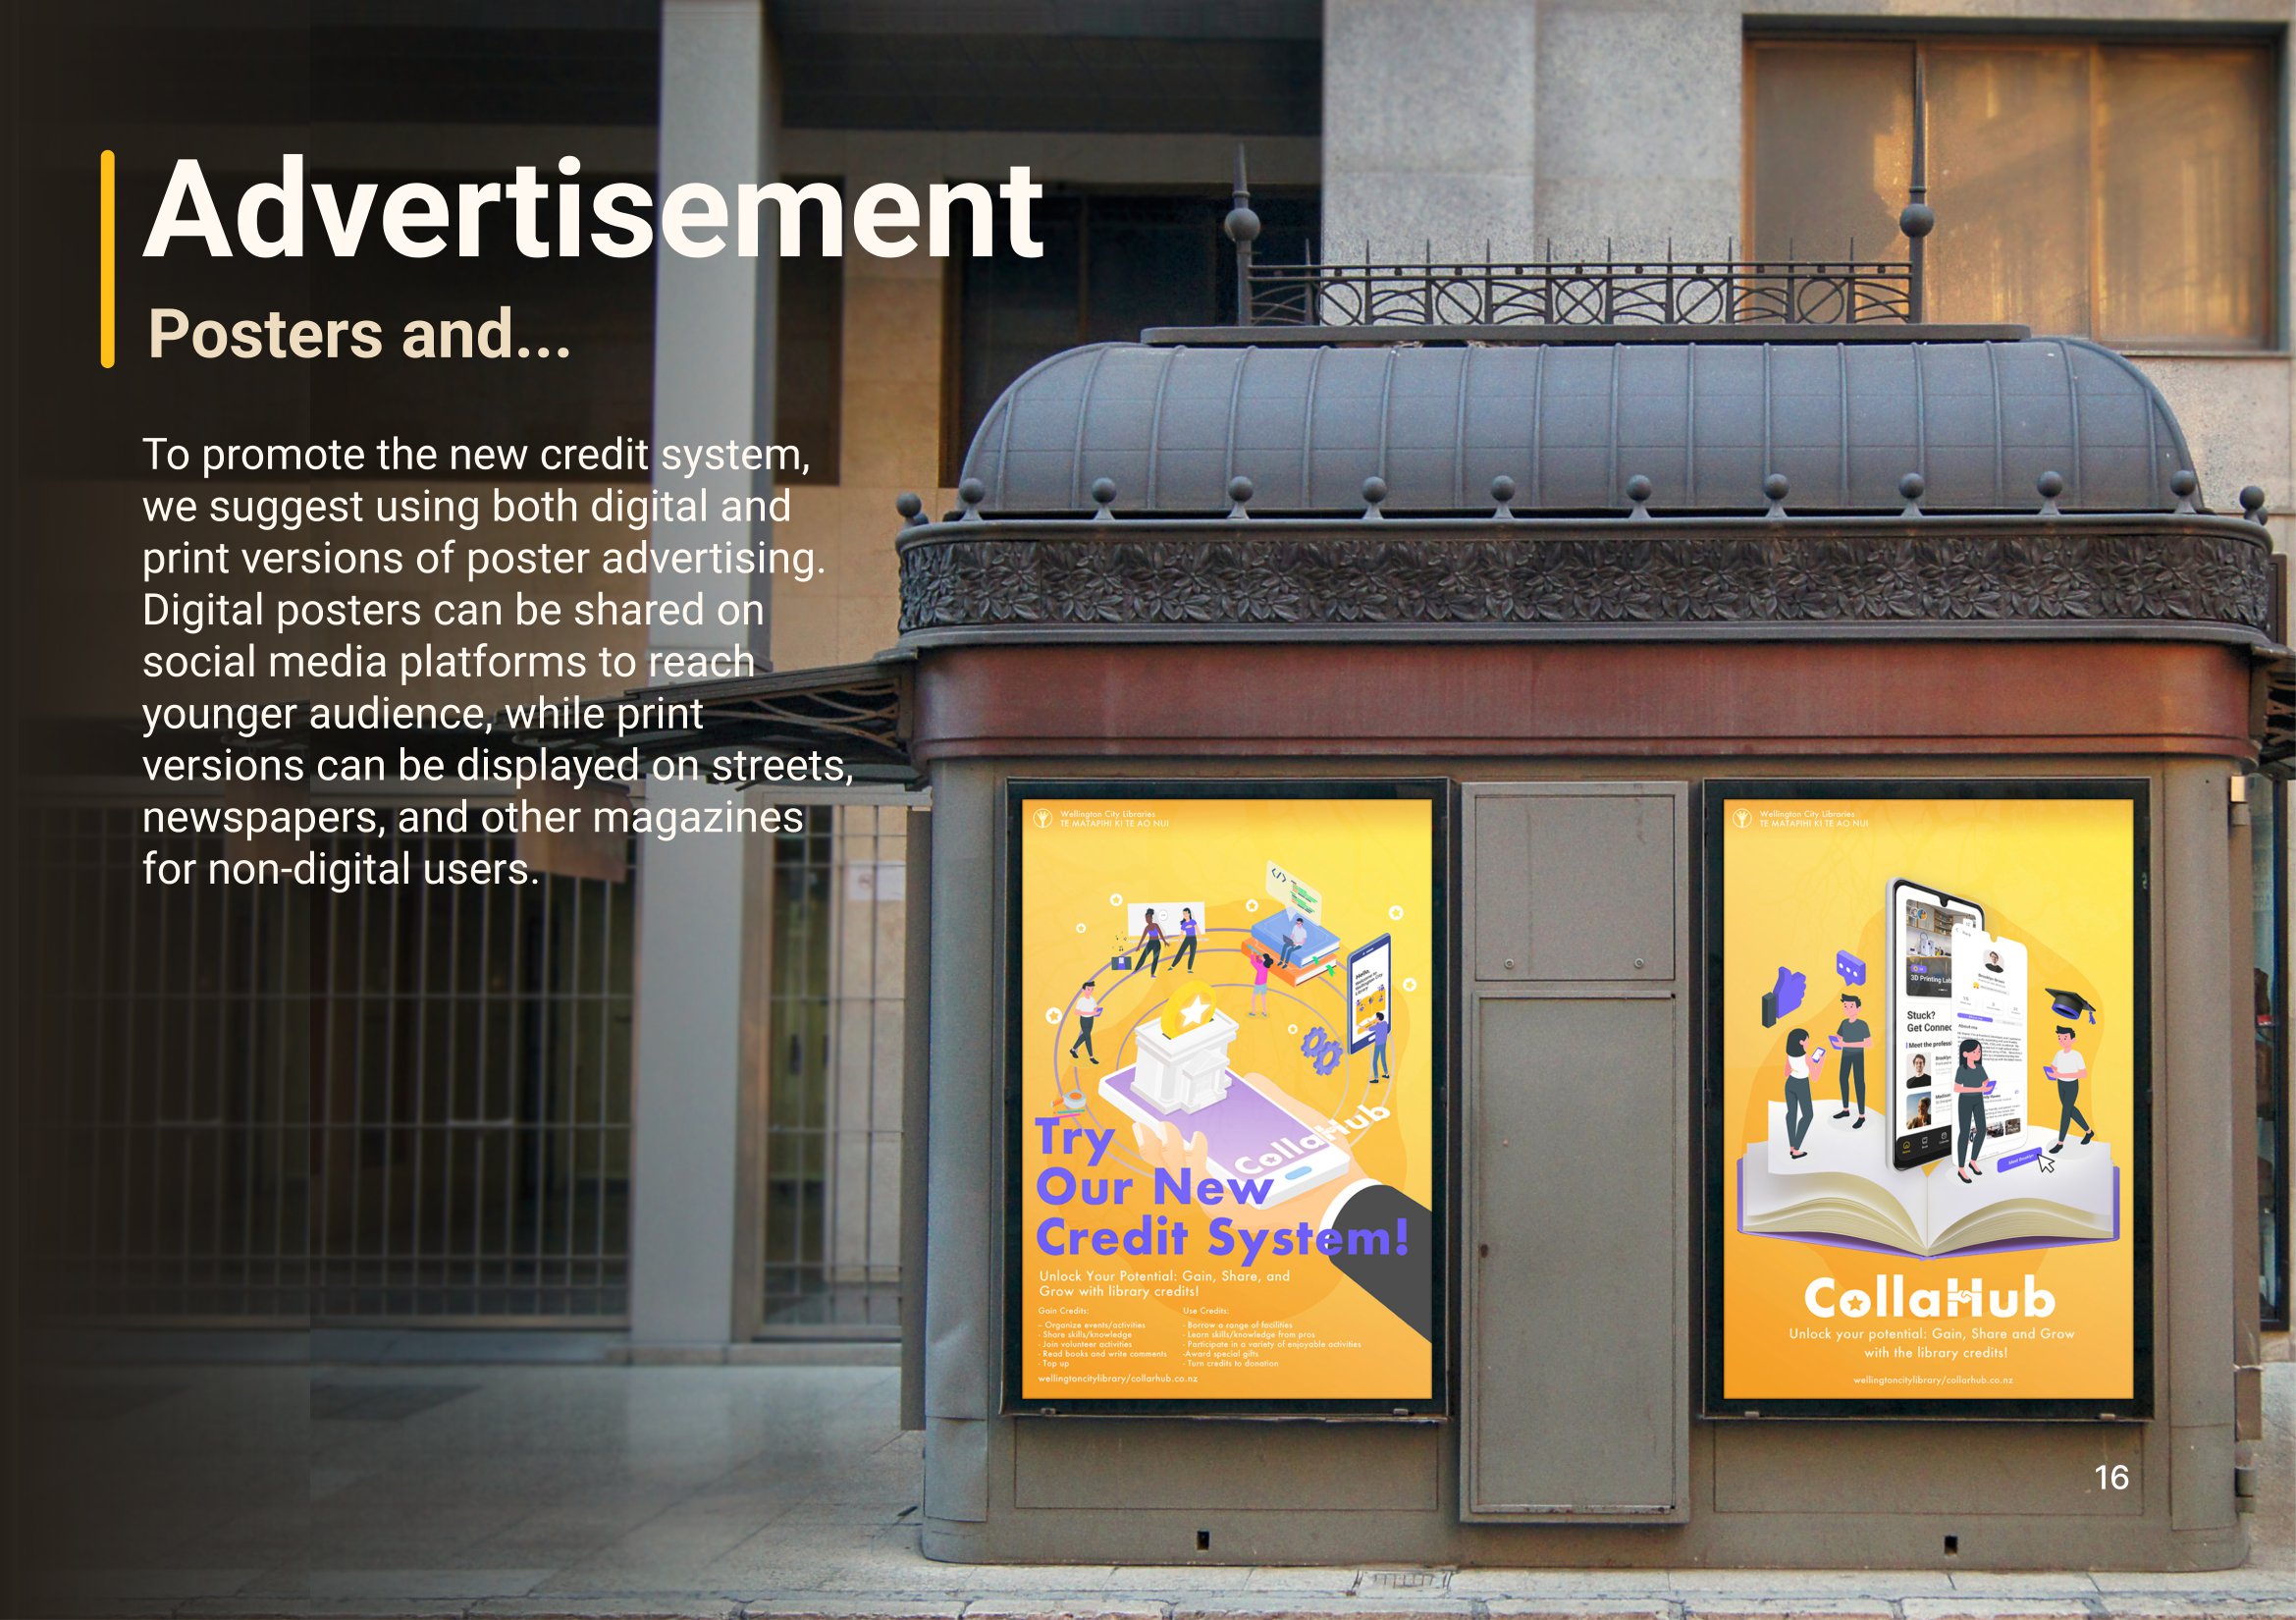 Advertisement
Posters and...
To promote the new credit system,
we suggest using both digital and
print versions of poster advertising.
Digital posters can be shared on
social media platforms to reach
younger audience, while print
versions can be displayed on streets,
newspapers, and other magazines
for non-digital users.
Wellington City Libraries
TE MATAPIHI KI TE AO NUI
CollaHub
Try
Our New
Credit System!
Unlock Your Potential: Gain, Share, and
Grow with library credits!
Gain Credits:
- Organize events/activities
- Share skills/knowledge
- Join volunteer activities
- Read books and write comments
- Top up
Use Credits:
- Borrow a range of facilities
- Learn skills/knowledge from pros
- Participate in a variety of enjoyable activities
-Award special gifts
- Turn credits to donation
wellingtoncitylibrary/collarhub.co.nz
Wellington City Libraries
TE MATAPIHI KI TE AO NUI
3D Printing Lab
Stuck?
Get Connec
Meet the profess
CollaHub
Unlock your potential: Gain, Share and Grow
with the library credits!
wellingtoncitylibrary/collarhub.co.nz
16